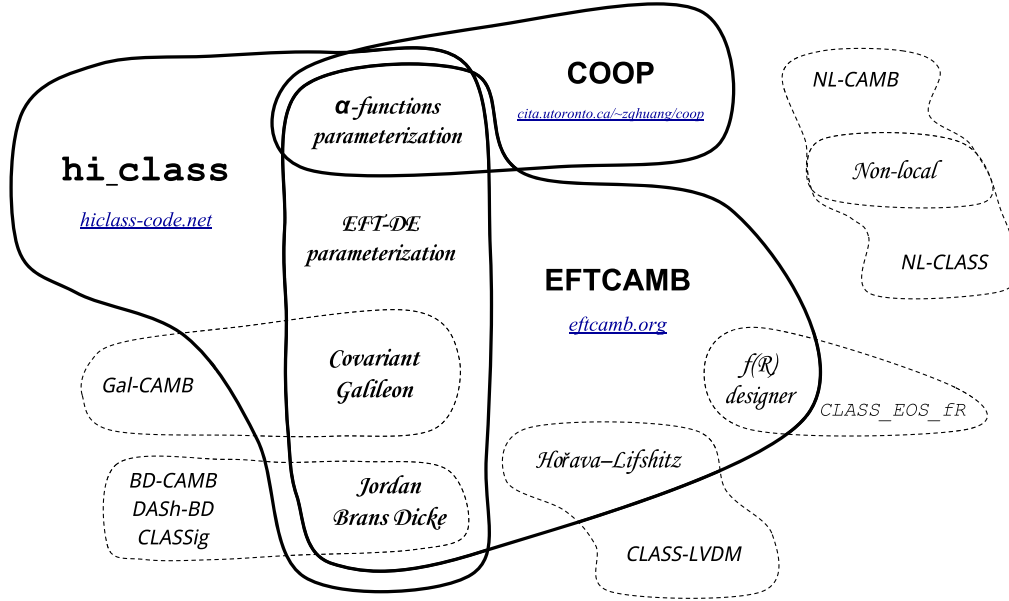 COOP
cita.utoronto.ca/~zqhuang/coop
NL-CAMB
α-functions
parameterization
hi_class
hiclass-code.net
Non-local
EFT-DE
parameterization
NL-CLASS
EFTCAMB
eftcamb.org
Gal-CAMB
Covariant
Galileon
f(R)
designer
CLASS_EOS_fR
Hořava–Lifshitz
BD-CAMB
DASh-BD
CLASSig
Jordan
Brans Dicke
CLASS-LVDM